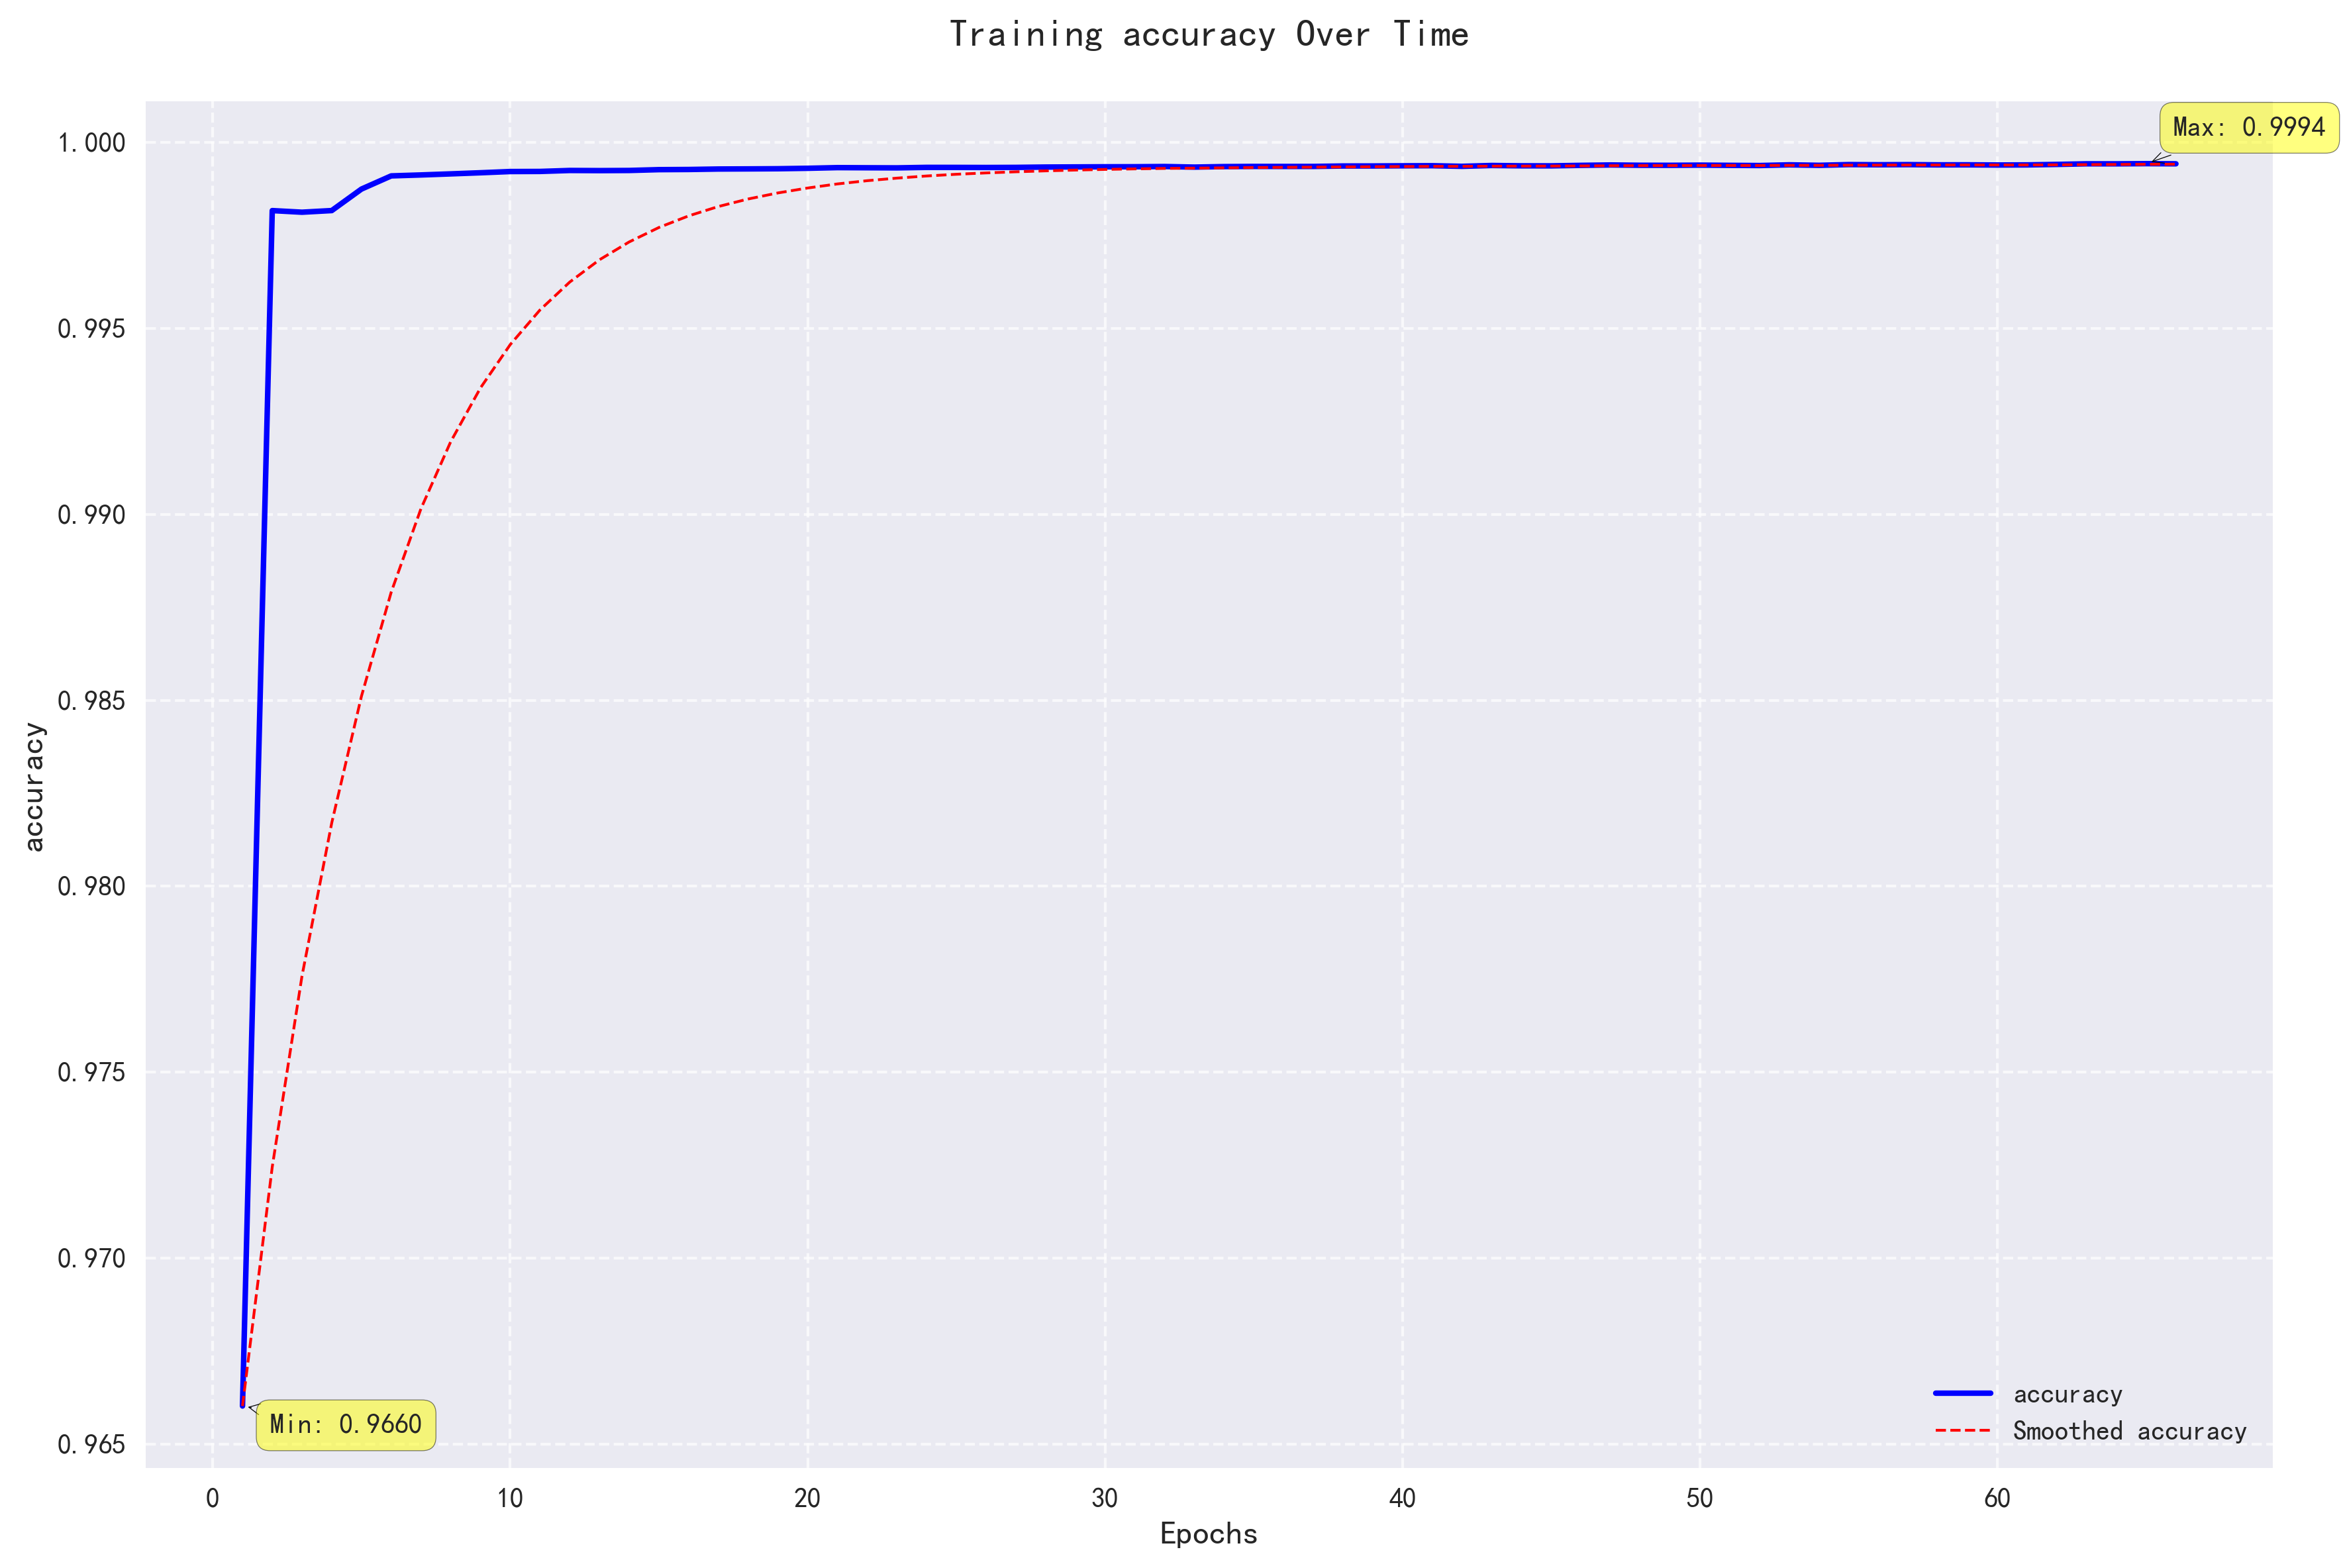 Training accuracy Over Time
Max: 0.9994
1.000
0.995
0.990
0.985
0.980
0.975
0.970
0.965
accuracy
Min: 0.9660
accuracy
Smoothed accuracy
0 10 20 30 40 50 60
Epochs